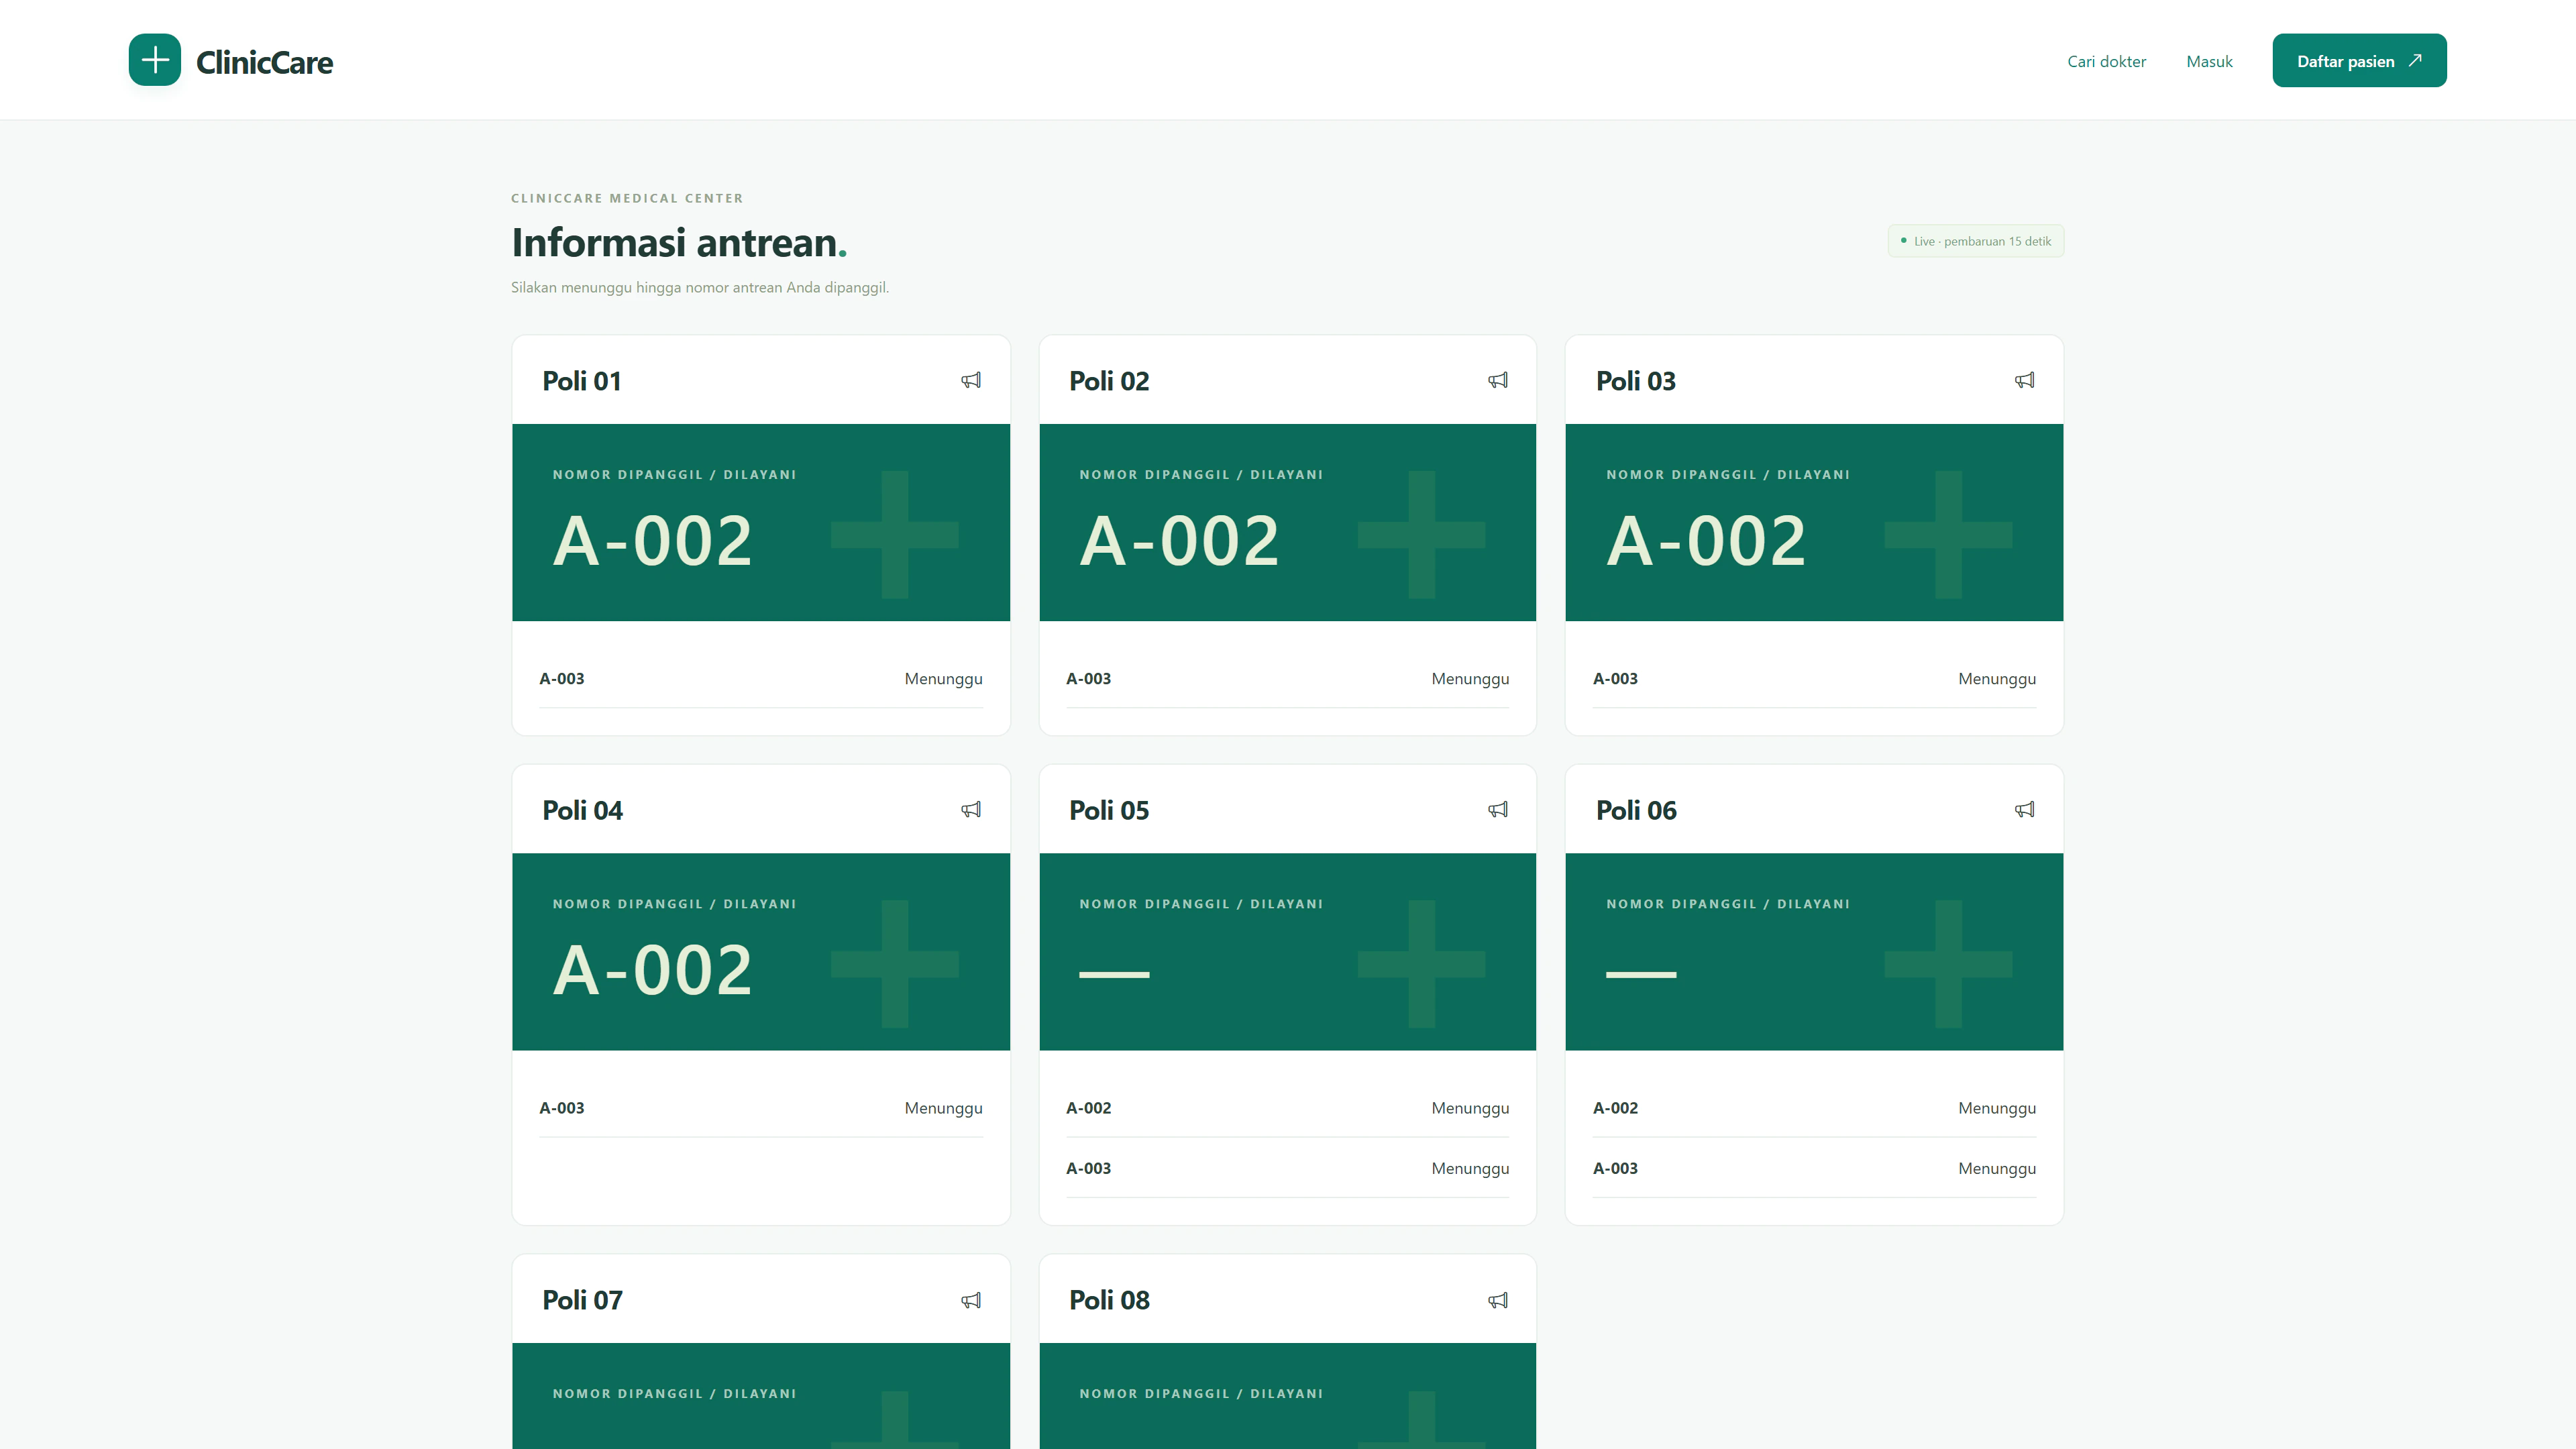 ClinicCare
Cari dokter
Masuk
Daftar pasien
CLINICCARE MEDICAL CENTER
Informasi antrean.
Live · pembaruan 15 detik
Silakan menunggu hingga nomor antrean Anda dipanggil.
Poli 01
NOMOR DIPANGGIL / DILAYANI
A-002
A-003 Menunggu
Poli 02
NOMOR DIPANGGIL / DILAYANI
A-002
A-003 Menunggu
Poli 03
NOMOR DIPANGGIL / DILAYANI
A-002
A-003 Menunggu
Poli 04
NOMOR DIPANGGIL / DILAYANI
A-002
A-003 Menunggu
Poli 05
NOMOR DIPANGGIL / DILAYANI
—
A-002 Menunggu
A-003 Menunggu
Poli 06
NOMOR DIPANGGIL / DILAYANI
—
A-002 Menunggu
A-003 Menunggu
Poli 07
NOMOR DIPANGGIL / DILAYANI
Poli 08
NOMOR DIPANGGIL / DILAYANI